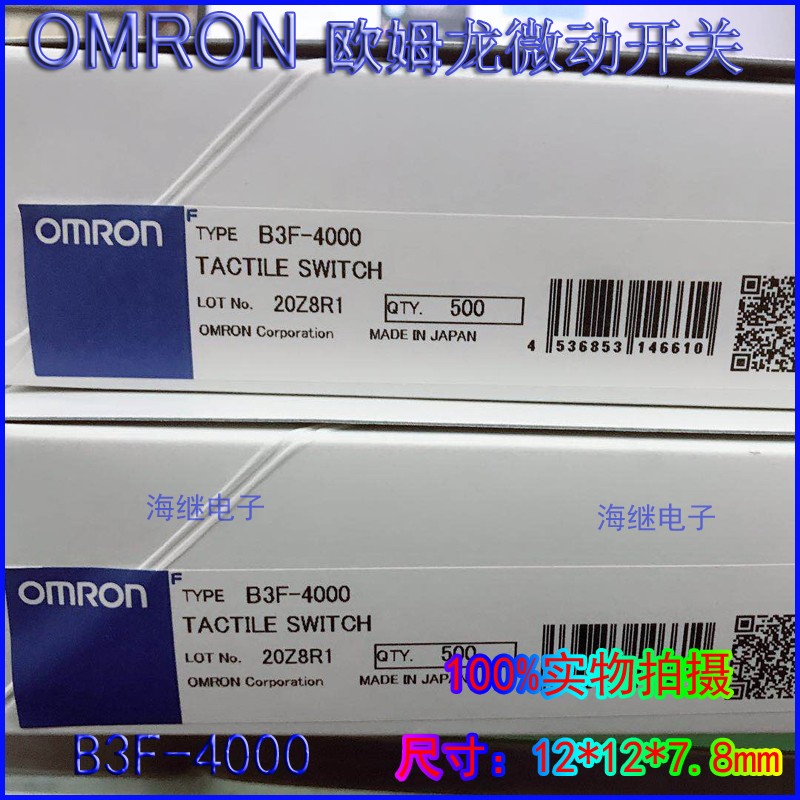 OMRON 欧姆龙微动开关
OMRON
F
TYPE B3F-4000
TACTILE SWITCH
LOT No. 20Z8R1 QTY. 500
OMRON Corporation MADE IN JAPAN
4 536853 146610
海继电子 海继电子
OMRON
F
TYPE B3F-4000
TACTILE SWITCH
LOT No. 20Z8R1 QTY. 500
OMRON Corporation MADE IN JAPAN
100%实物拍摄
B3F-4000
尺寸：12*12*7.8mm